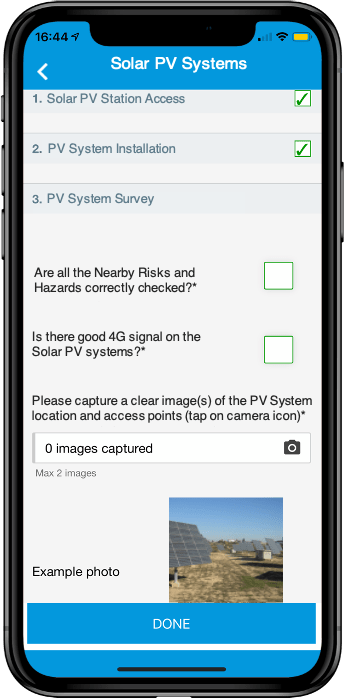 16:44
Solar PV Systems
1. Solar PV Station Access
2. PV System Installation
3. PV System Survey
Are all the Nearby Risks and
Hazards correctly checked?*
Is there good 4G signal on the
Solar PV systems?*
Please capture a clear image(s) of the PV System
location and access points (tap on camera icon)*
0 images captured
Max 2 images
Example photo
DONE